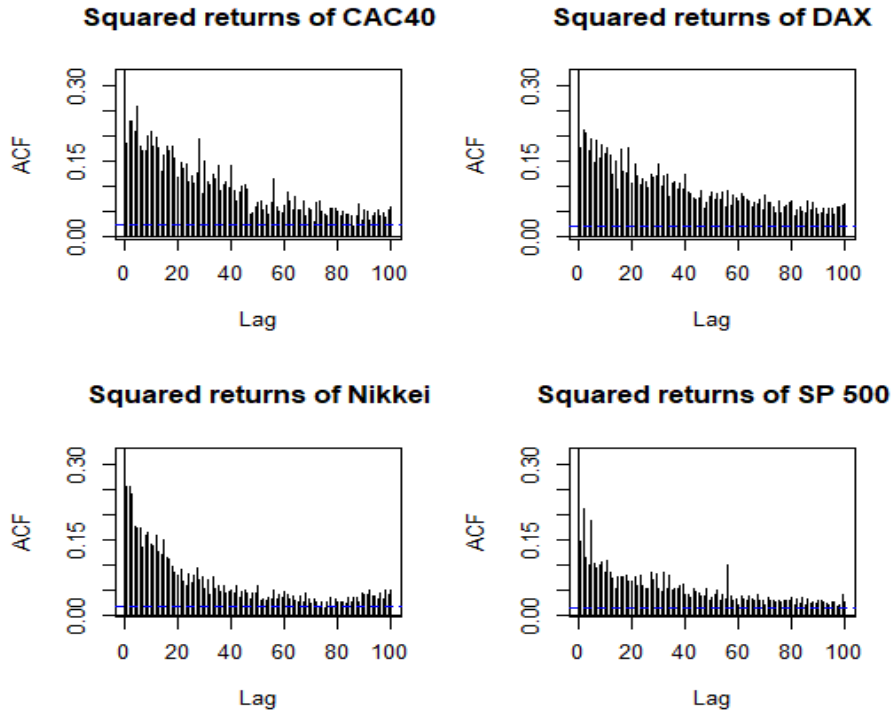 Squared returns of CAC40
ACF
0.00 0.15 0.30
0 20 40 60 80 100
Lag
Squared returns of DAX
ACF
0.00 0.15 0.30
0 20 40 60 80 100
Lag
Squared returns of Nikkei
ACF
0.00 0.15 0.30
0 20 40 60 80 100
Lag
Squared returns of SP 500
ACF
0.00 0.15 0.30
0 20 40 60 80 100
Lag